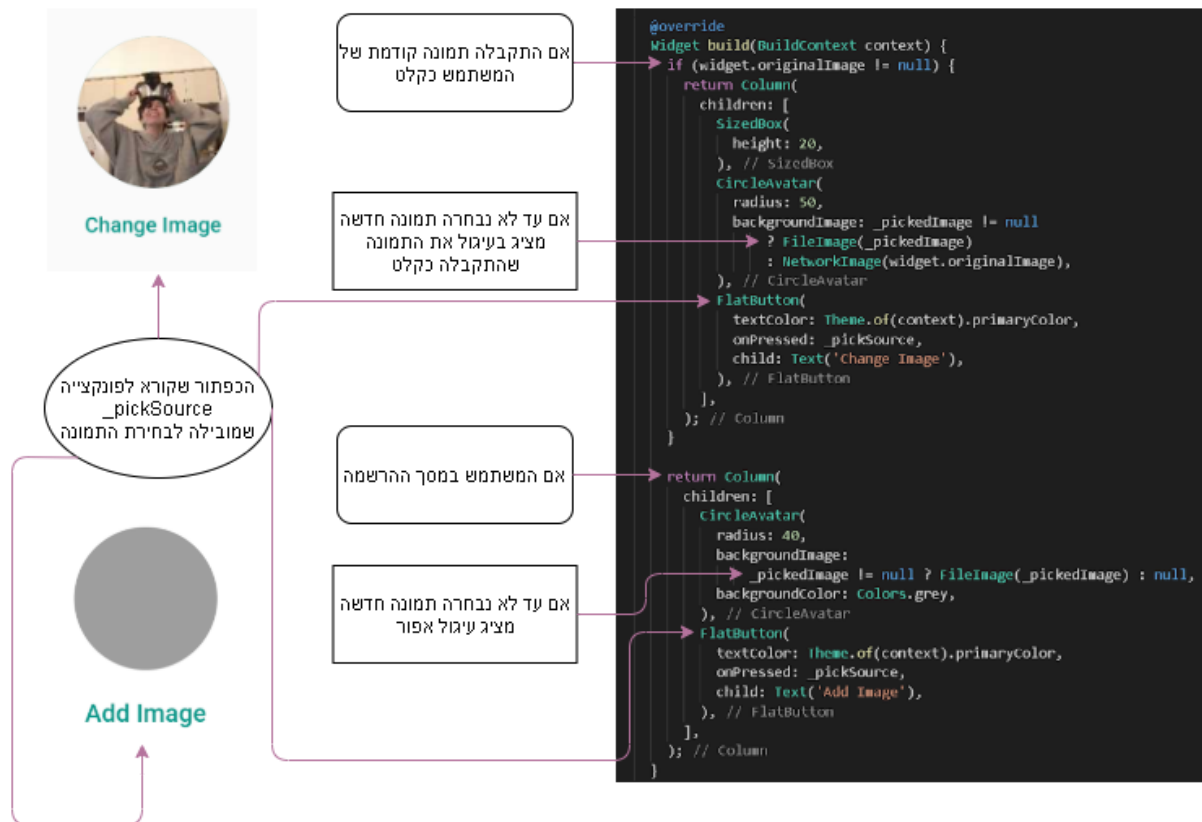 Change Image
הכפתור שקורא לפונקצייה
_pickSource
שמובילה לבחירת התמונה
Add Image
אם התקבלה תמונה קודמת של
המשתמש כקלט
אם עד לא נבחרה תמונה חדשה
מציג בעיגול את התמונה
שהתקבלה כקלט
אם המשתמש במסך ההרשמה
אם עד לא נבחרה תמונה חדשה
מציג עיגול אפור
@override
Widget build(BuildContext context) {
if (widget.originalImage != null) {
return Column(
children: [
SizedBox(
height: 20,
), // SizedBox
CircleAvatar(
radius: 50,
backgroundImage: _pickedImage != null
? FileImage(_pickedImage)
: NetworkImage(widget.originalImage),
), // CircleAvatar
FlatButton(
textColor: Theme.of(context).primaryColor,
onPressed: _pickSource,
child: Text('Change Image'),
), // FlatButton
],
); // Column
}
return Column(
children: [
CircleAvatar(
radius: 40,
backgroundImage:
_pickedImage != null ? FileImage(_pickedImage) : null,
backgroundColor: Colors.grey,
), // CircleAvatar
FlatButton(
textColor: Theme.of(context).primaryColor,
onPressed: _pickSource,
child: Text('Add Image'),
), // FlatButton
],
); // Column
}